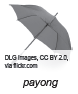 DLG Images, CC BY 2.0,
via flickr.com
payong